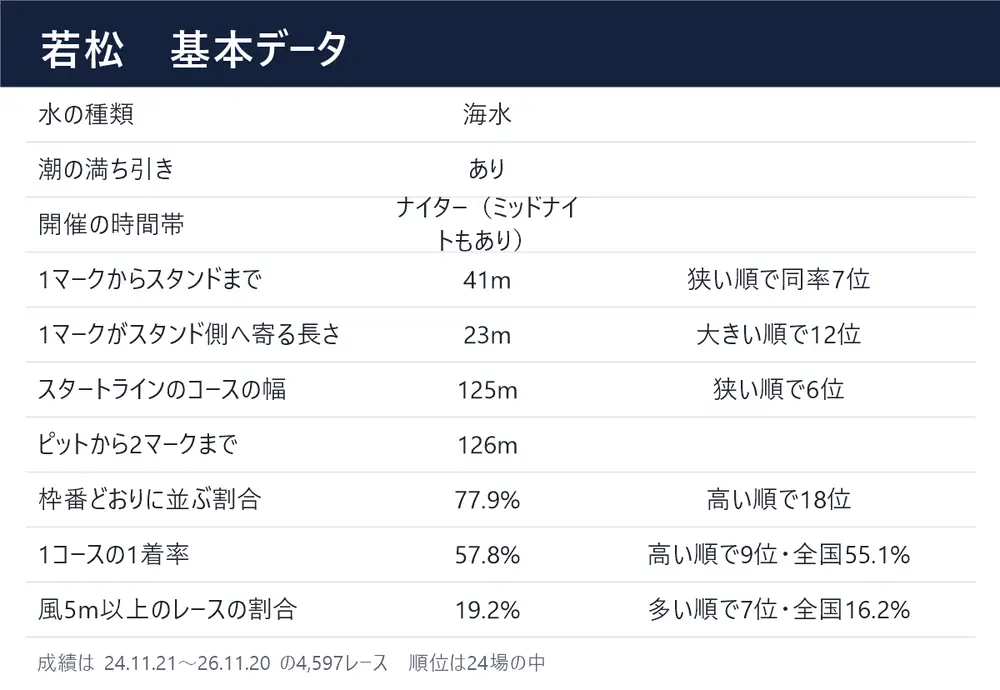 若松　基本データ
水の種類　海水
潮の満ち引き　あり
開催の時間帯　ナイター（ミッドナイ
トもあり）
1マークからスタンドまで　41m　狭い順で同率7位
1マークがスタンド側へ寄る長さ　23m　大きい順で12位
スタートラインのコースの幅　125m　狭い順で6位
ピットから2マークまで　126m
枠番どおりに並ぶ割合　77.9%　高い順で18位
1コースの1着率　57.8%　高い順で9位・全国55.1%
風5m以上のレースの割合　19.2%　多い順で7位・全国16.2%
成績は 24.11.21～26.11.20 の4,597レース　順位は24場の中